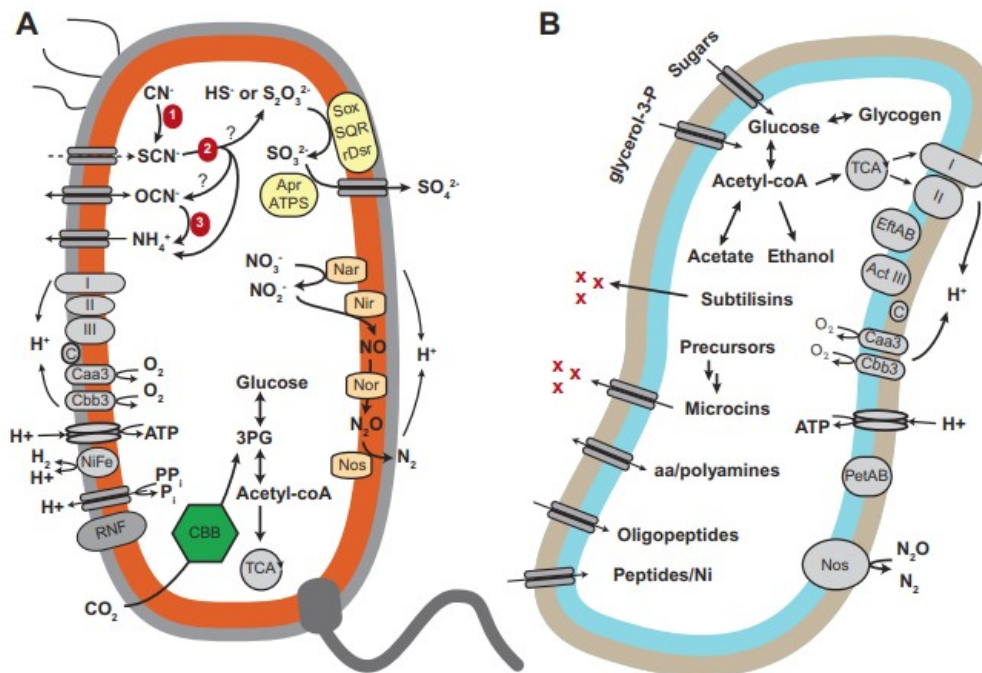 A
CN⁻
1
HS⁻ or S₂O₃²⁻
?
2
SCN⁻
?
OCN⁻
3
NH₄⁺
Sox
SQR
rDsr
SO₃²⁻
Apr
ATPS
SO₄²⁻
NO₃⁻
Nar
NO₂⁻
Nir
NO
H⁺
Nor
N₂O
N₂
Nos
I
II
III
H⁺
C
Caa3
O₂
Cbb3
O₂
H+
ATP
H₂
NiFe
H+
PPᵢ
Pᵢ
H+
RNF
Glucose
3PG
Acetyl-coA
CBB
TCA
CO₂
B
Sugars
glycerol-3-P
Glucose
Glycogen
Acetyl-coA
TCA
I
II
Acetate
Ethanol
EftAB
Act III
H⁺
C
x x
x
Subtilisins
O₂
Caa3
O₂
Cbb3
Precursors
x
x
x
Microcins
ATP
H+
aa/polyamines
PetAB
Oligopeptides
Peptides/Ni
Nos
N₂O
N₂